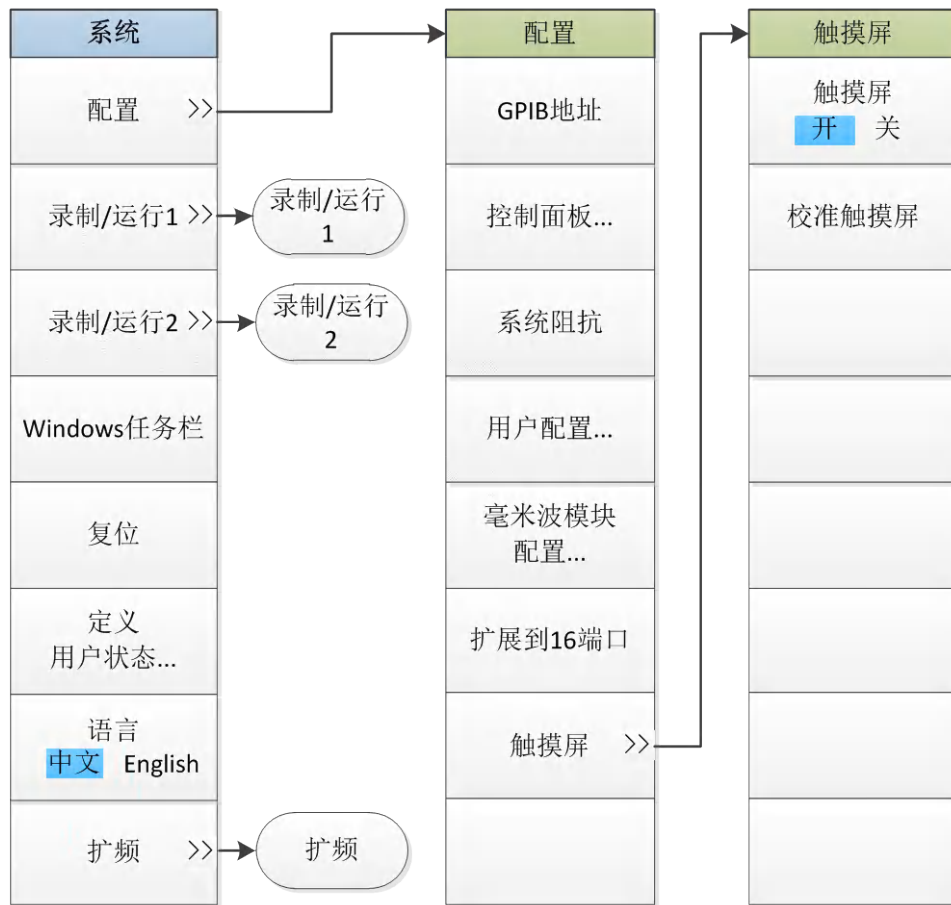 系统
配置 >>
录制/运行1 >>
录制/运行
1
录制/运行2 >>
录制/运行
2
Windows任务栏
复位
定义
用户状态...
语言
中文 English
扩频 >>
扩频
配置
GPIB地址
控制面板...
系统阻抗
用户配置...
毫米波模块
配置...
扩展到16端口
触摸屏 >>
触摸屏
触摸屏
开 关
校准触摸屏